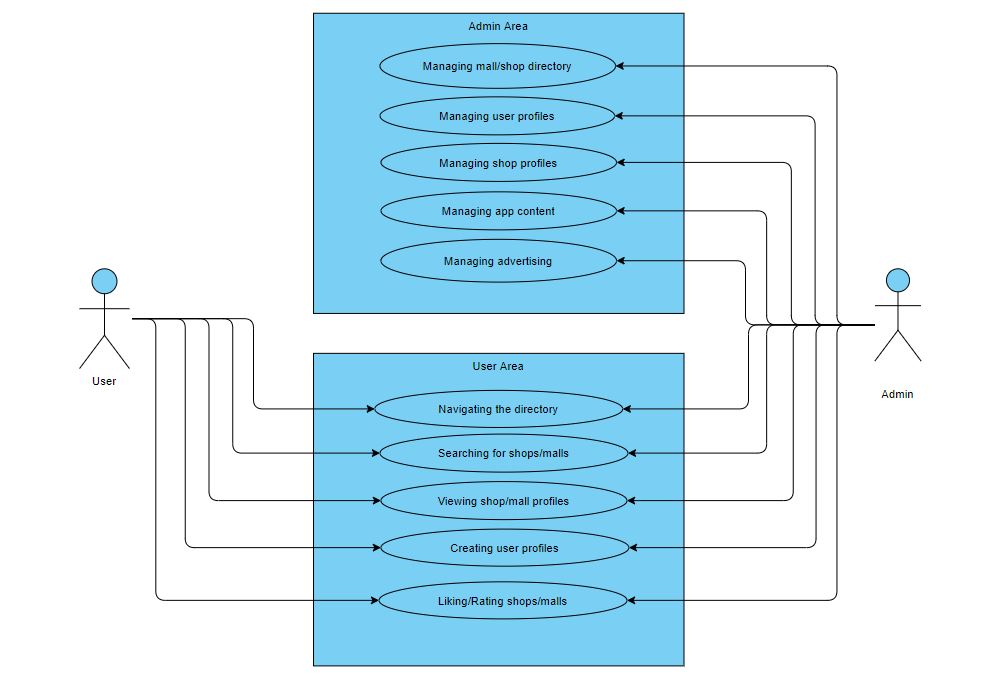 Admin Area
Managing mall/shop directory
Managing user profiles
Managing shop profiles
Managing app content
Managing advertising
User
Admin
User Area
Navigating the directory
Searching for shops/malls
Viewing shop/mall profiles
Creating user profiles
Liking/Rating shops/malls